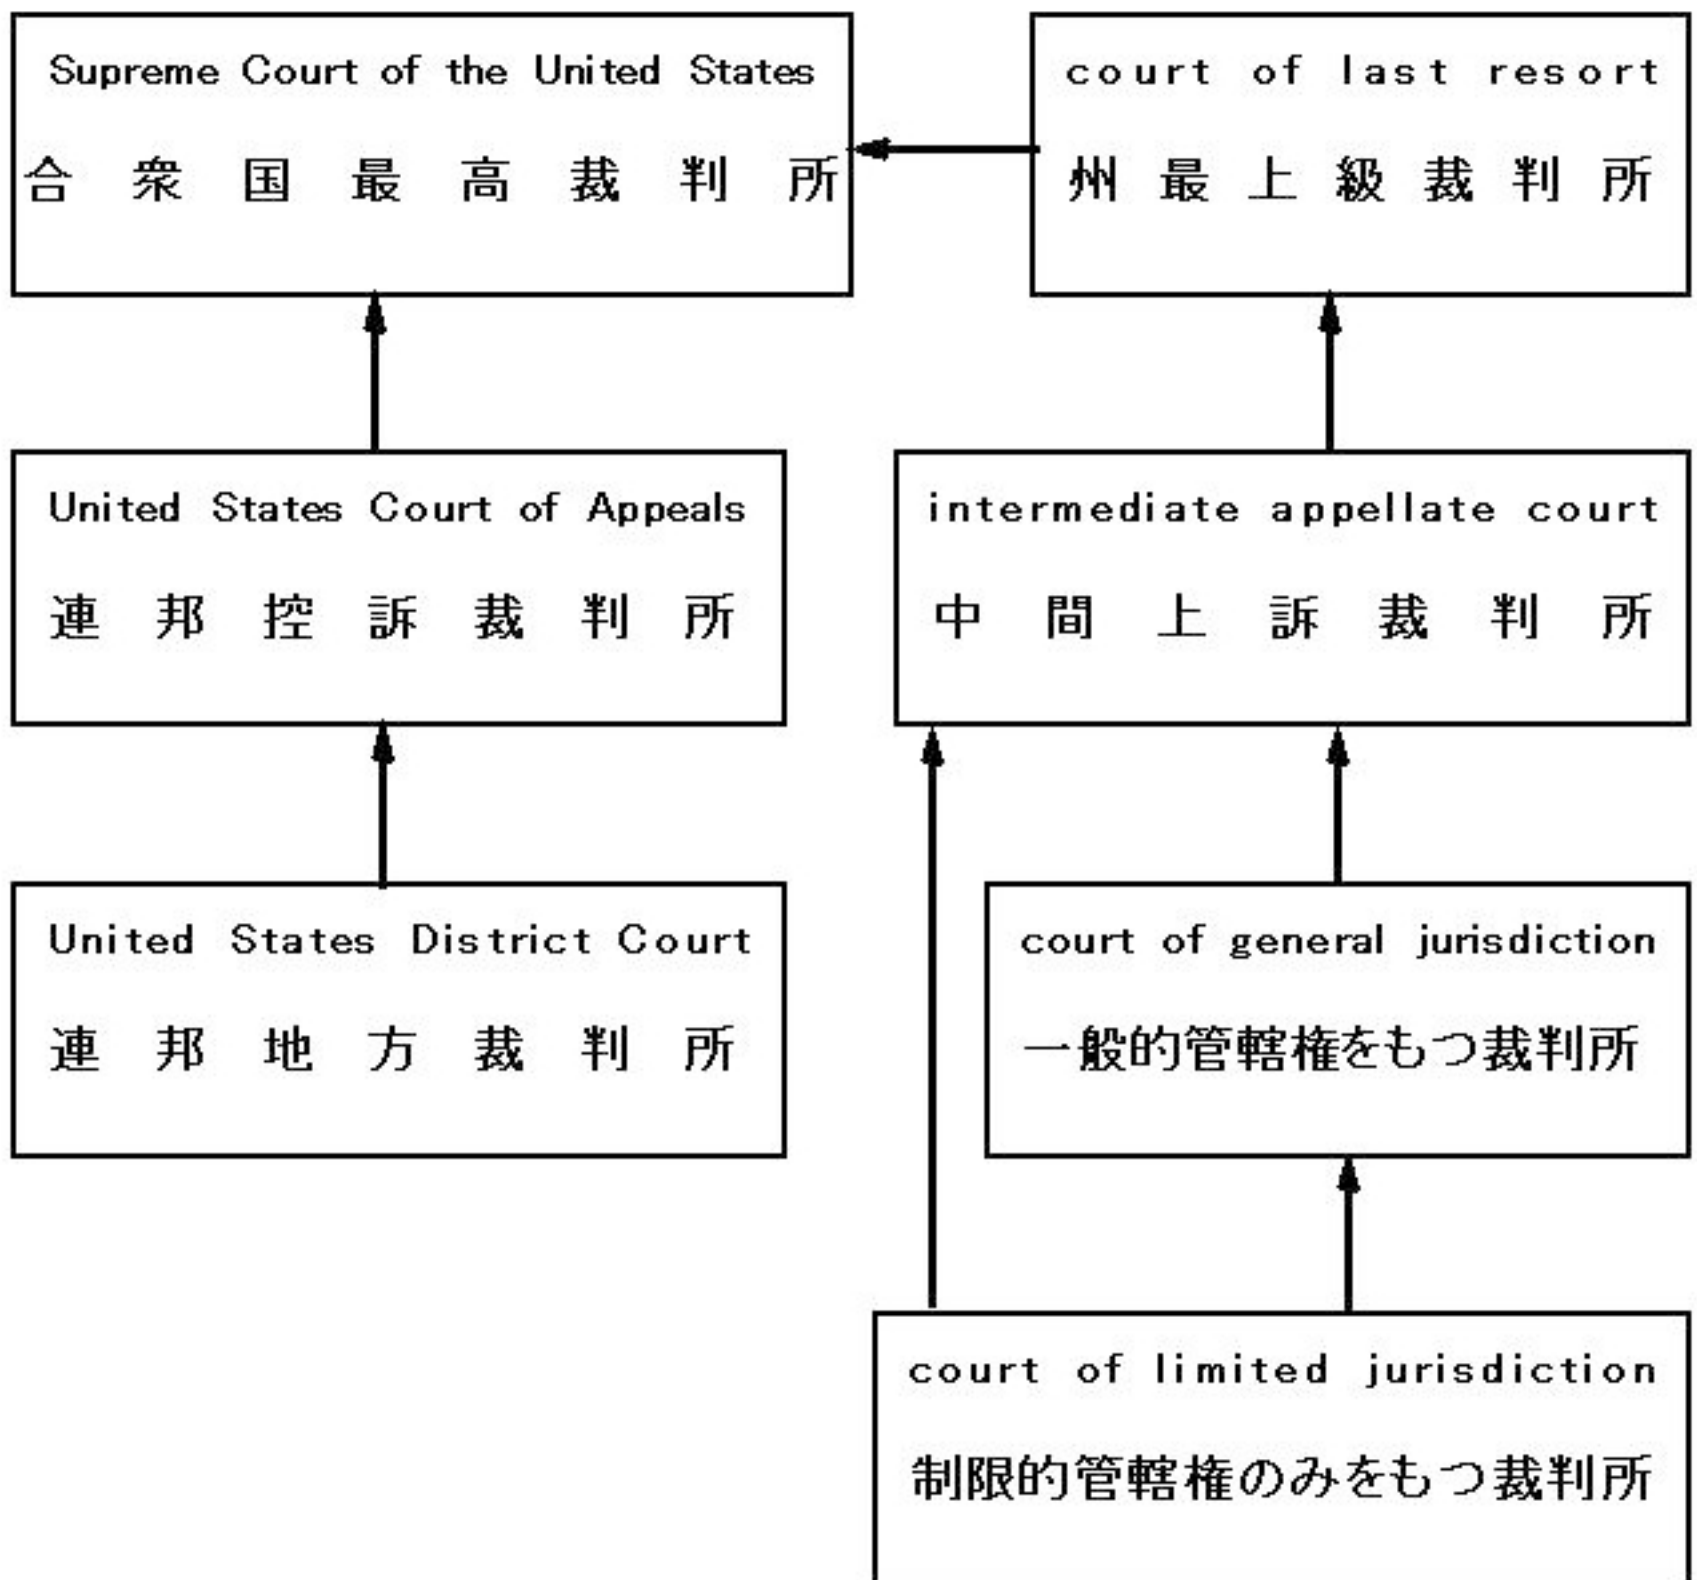 Supreme Court of the United States
合衆国最高裁判所
court of last resort
州最上級裁判所
United States Court of Appeals
連邦控訴裁判所
intermediate appellate court
中間上訴裁判所
United States District Court
連邦地方裁判所
court of general jurisdiction
一般的管轄権をもつ裁判所
court of limited jurisdiction
制限的管轄権のみをもつ裁判所